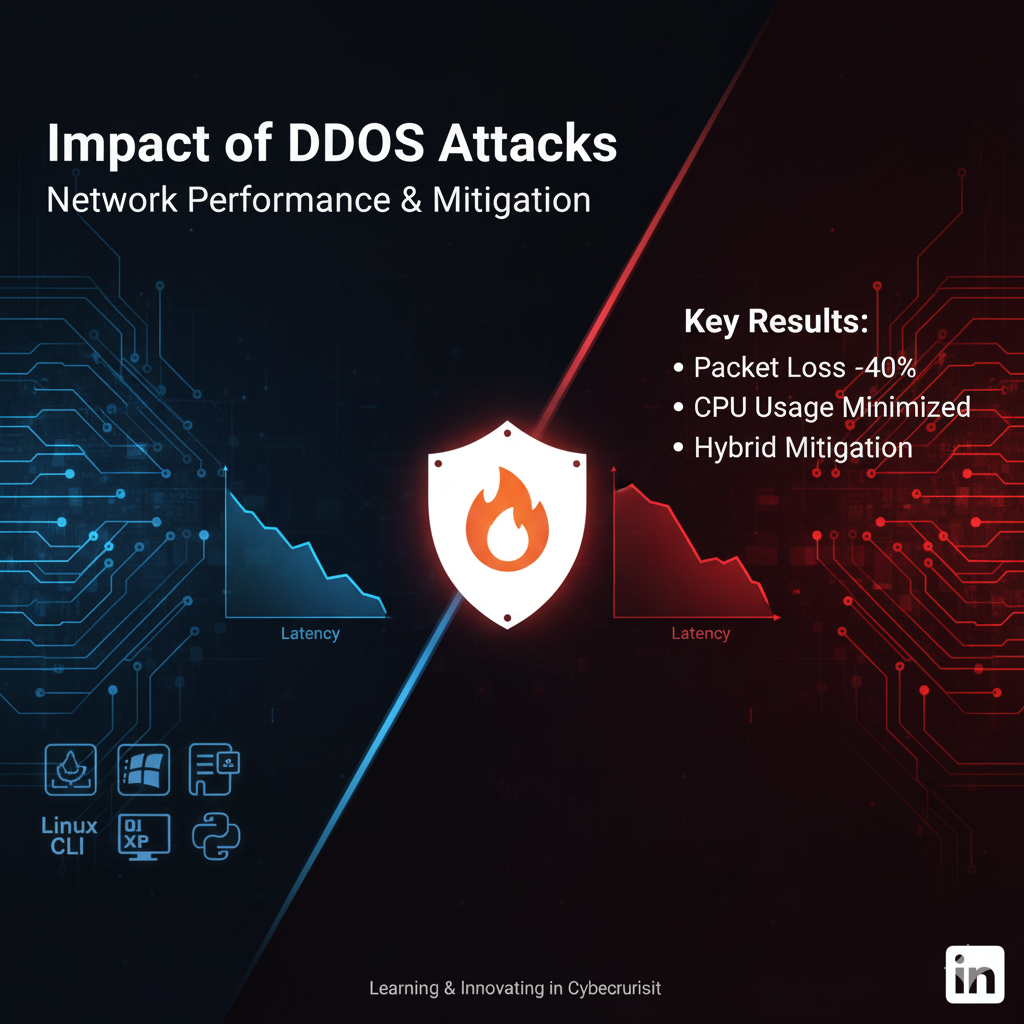 Impact of DDOS Attacks
Network Performance & Mitigation
Key Results:
• Packet Loss -40%
• CPU Usage Minimized
• Hybrid Mitigation
Latency
Latency
Linux
CLI
XP
Learning & Innovating in Cybecrurisit
in